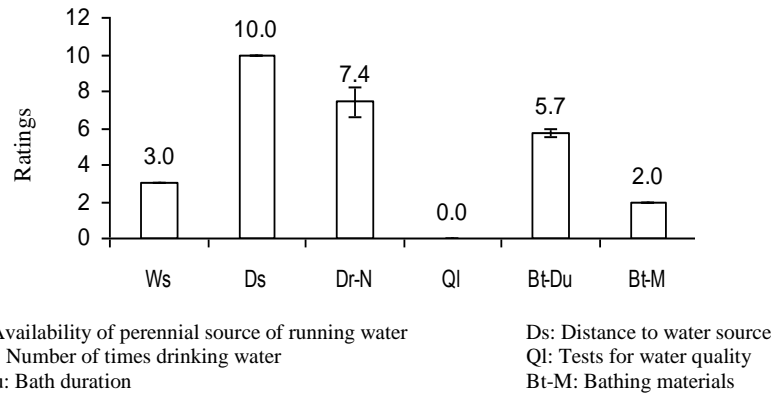 12
10
8
6
4
2
0
Ratings
3.0
10.0
7.4
0.0
5.7
2.0
Ws Ds Dr-N Ql Bt-Du Bt-M
Availability of perennial source of running water Ds: Distance to water source
Number of times drinking water Ql: Tests for water quality
u: Bath duration Bt-M: Bathing materials